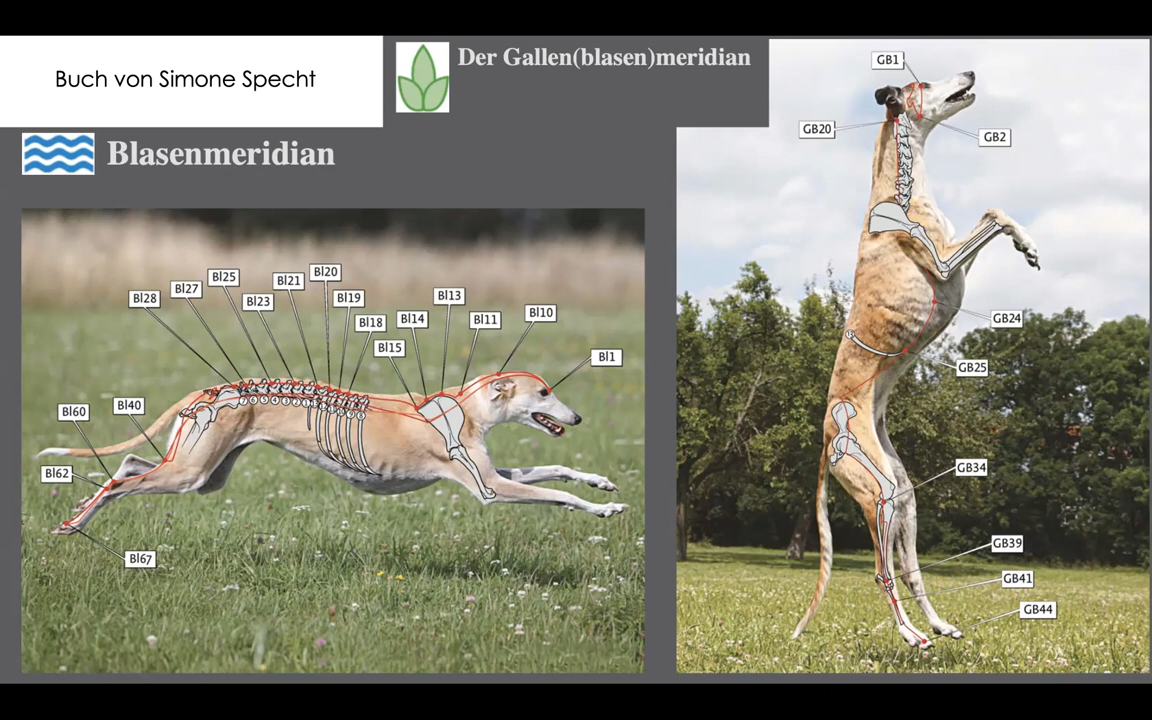 Buch von Simone Specht
Der Gallen(blasen)meridian
Blasenmeridian
Bl28
Bl27
Bl25
Bl23
Bl21
Bl20
Bl19
Bl18
Bl15
Bl14
Bl13
Bl11
Bl10
Bl1
Bl60
Bl40
Bl62
Bl67
GB1
GB20
GB2
GB24
GB25
GB34
GB39
GB41
GB44